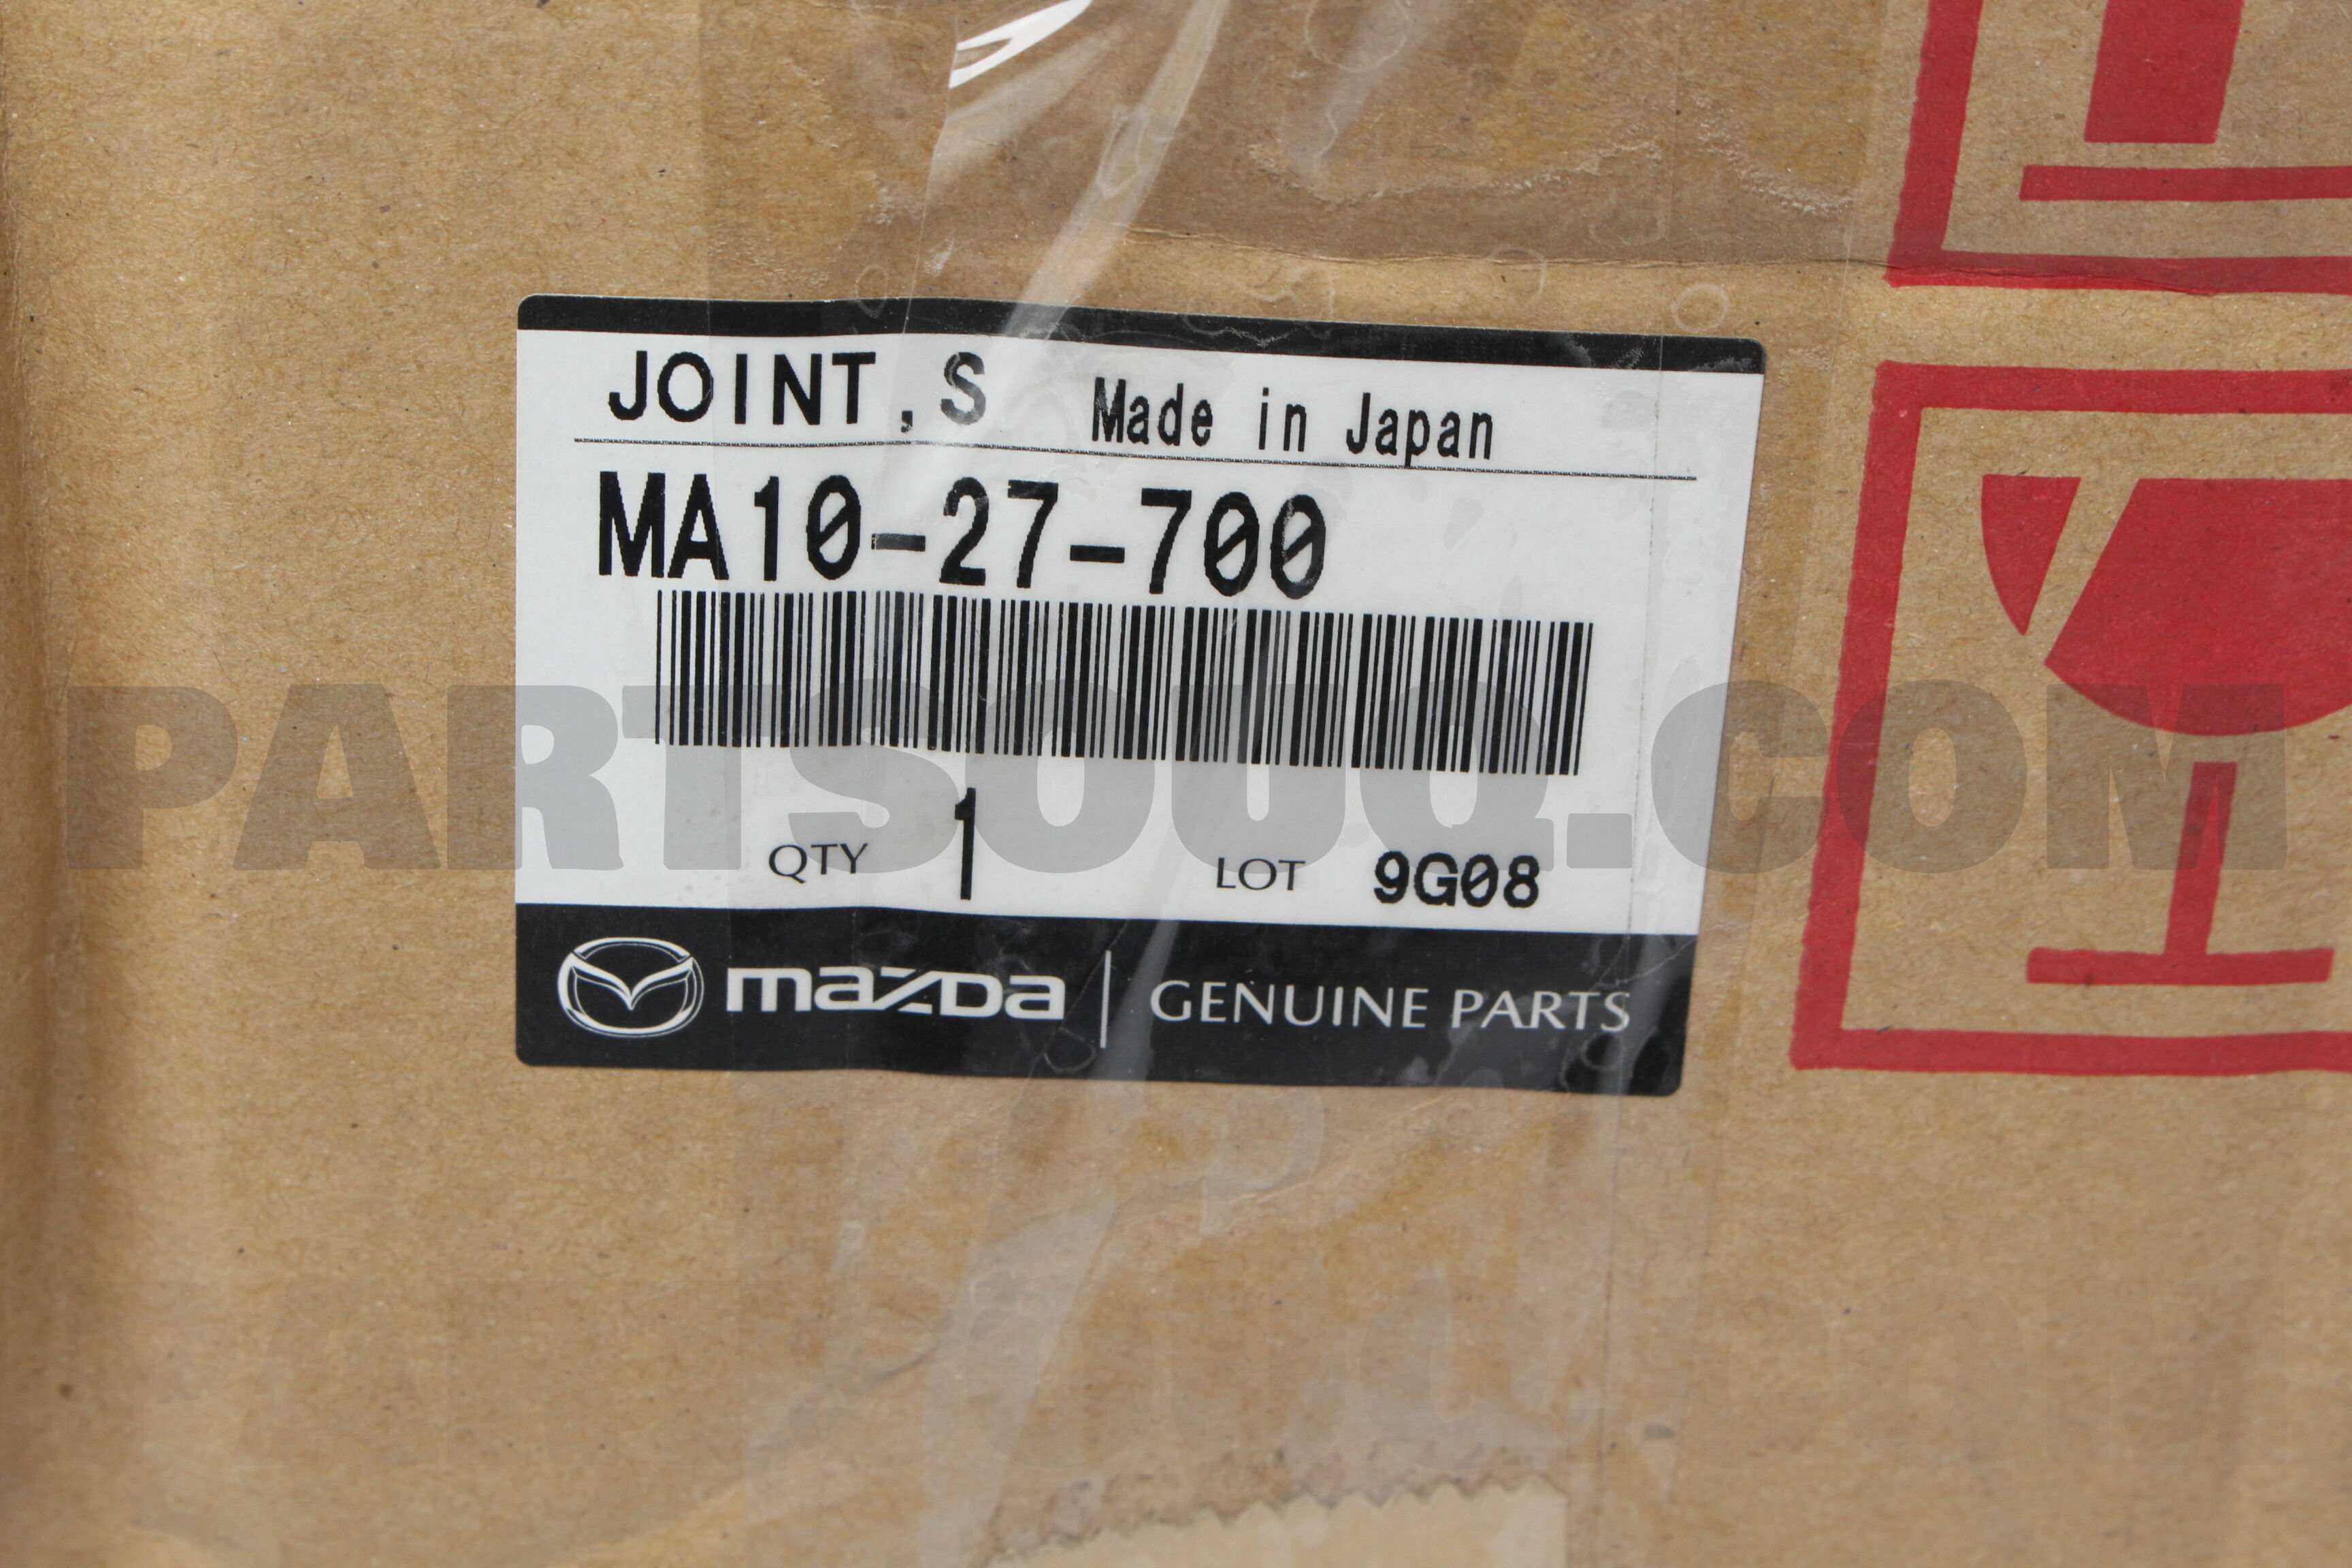 JOINT,S Made in Japan
MA10-27-700
PARTSOUQ.COM
QTY 1 LOT 9G08
mazda GENUINE PARTS